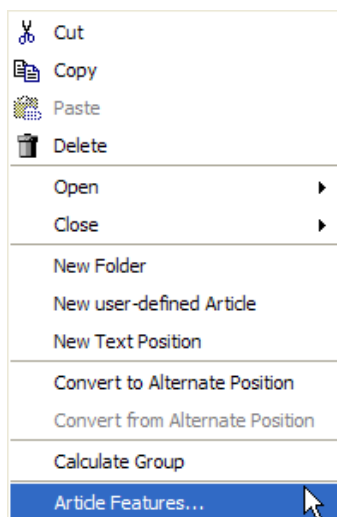 Cut
Copy
Paste
Delete
Open
Close
New Folder
New user-defined Article
New Text Position
Convert to Alternate Position
Convert from Alternate Position
Calculate Group
Article Features...